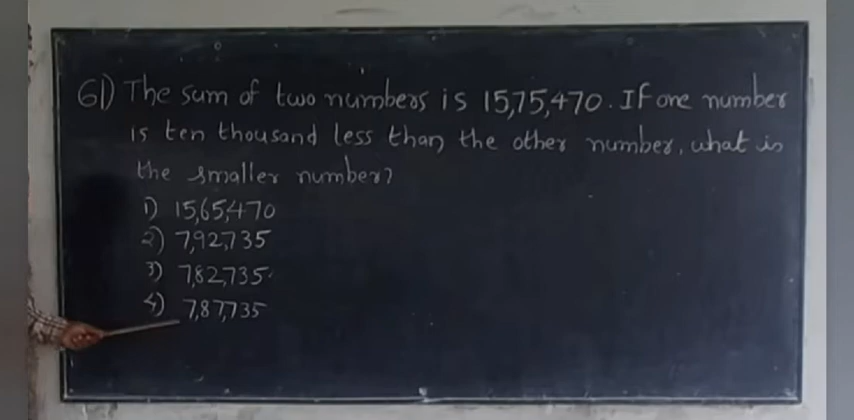 61) The sum of two numbers is 15,75,470. If one number
is ten thousand less than the other number, what is
the smaller number?
1) 15,65,470
2) 7,92,735
3) 7,82,735
4) 7,87,735